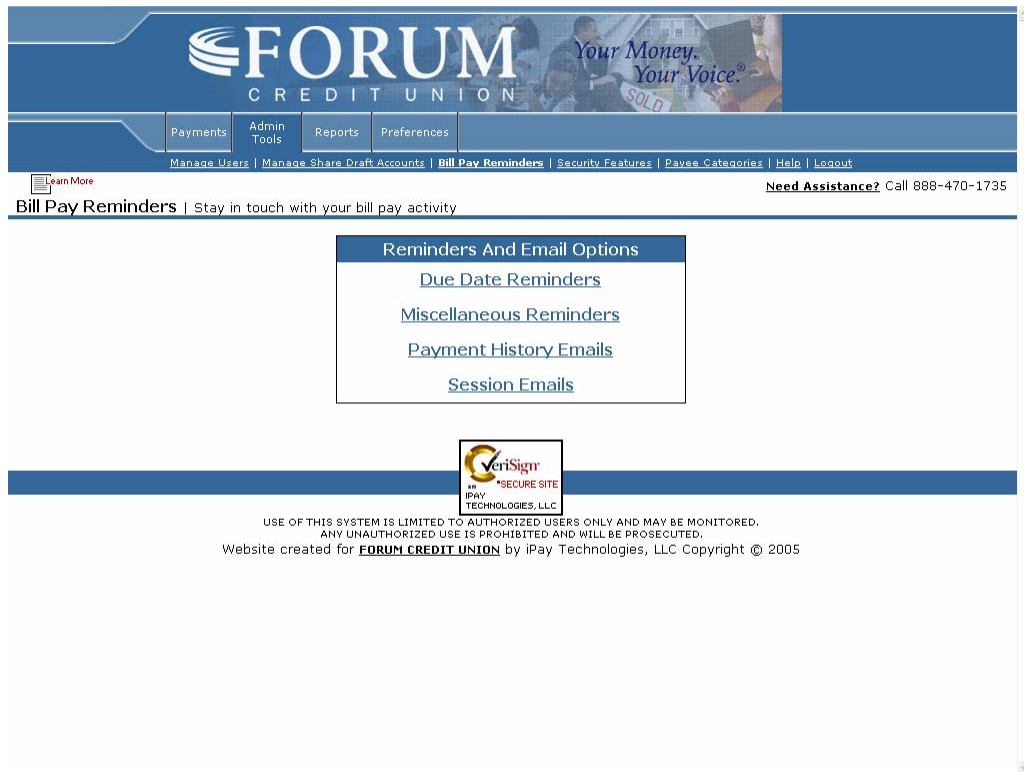 FORUM
CREDIT UNION
Your Money.
Your Voice.®
SOLD
Payments
Admin
Tools
Reports
Preferences
Manage Users | Manage Share Draft Accounts | Bill Pay Reminders | Security Features | Payee Categories | Help | Logout
Learn More
Need Assistance? Call 888-470-1735
Bill Pay Reminders | Stay in touch with your bill pay activity
Reminders And Email Options
Due Date Reminders
Miscellaneous Reminders
Payment History Emails
Session Emails
VeriSign
SECURE SITE
IPAY
TECHNOLOGIES, LLC
USE OF THIS SYSTEM IS LIMITED TO AUTHORIZED USERS ONLY AND MAY BE MONITORED.
ANY UNAUTHORIZED USE IS PROHIBITED AND WILL BE PROSECUTED.
Website created for FORUM CREDIT UNION by iPay Technologies, LLC Copyright © 2005